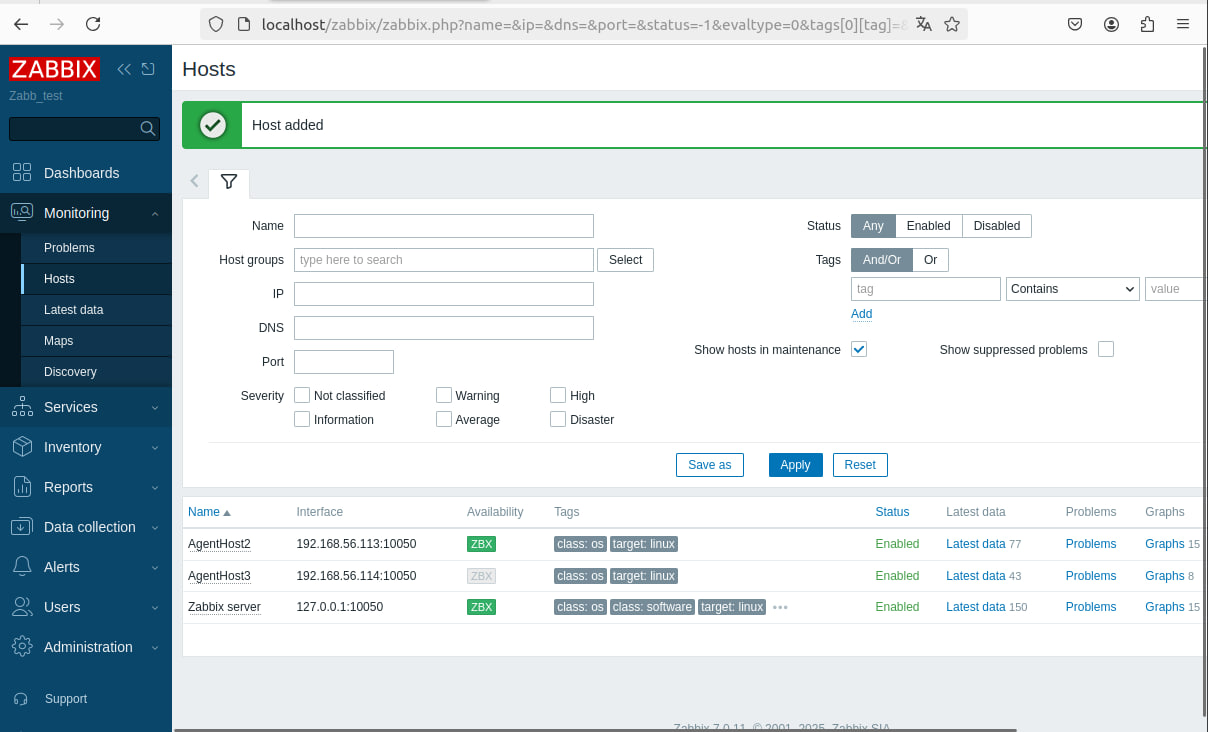 localhost/zabbix/zabbix.php?name=&ip=&dns=&port=&status=-1&evaltype=0&tags[0][tag]=&
ZABBIX
Zabb_test
Dashboards
Monitoring
Problems
Hosts
Latest data
Maps
Discovery
Services
Inventory
Reports
Data collection
Alerts
Users
Administration
Support
Hosts
Host added
Name
Host groups type here to search Select
IP
DNS
Port
Severity Not classified Warning High
Information Average Disaster
Status Any Enabled Disabled
Tags And/Or Or
tag Contains value
Add
Show hosts in maintenance Show suppressed problems
Save as Apply Reset
Name Interface Availability Tags Status Latest data Problems Graphs
AgentHost2 192.168.56.113:10050 ZBX class: os target: linux Enabled Latest data 77 Problems Graphs 15
AgentHost3 192.168.56.114:10050 ZBX class: os target: linux Enabled Latest data 43 Problems Graphs 8
Zabbix server 127.0.0.1:10050 ZBX class: os class: software target: linux ••• Enabled Latest data 150 Problems Graphs 15
Zabbix 7.0.11. © 2001–2025, Zabbix SIA